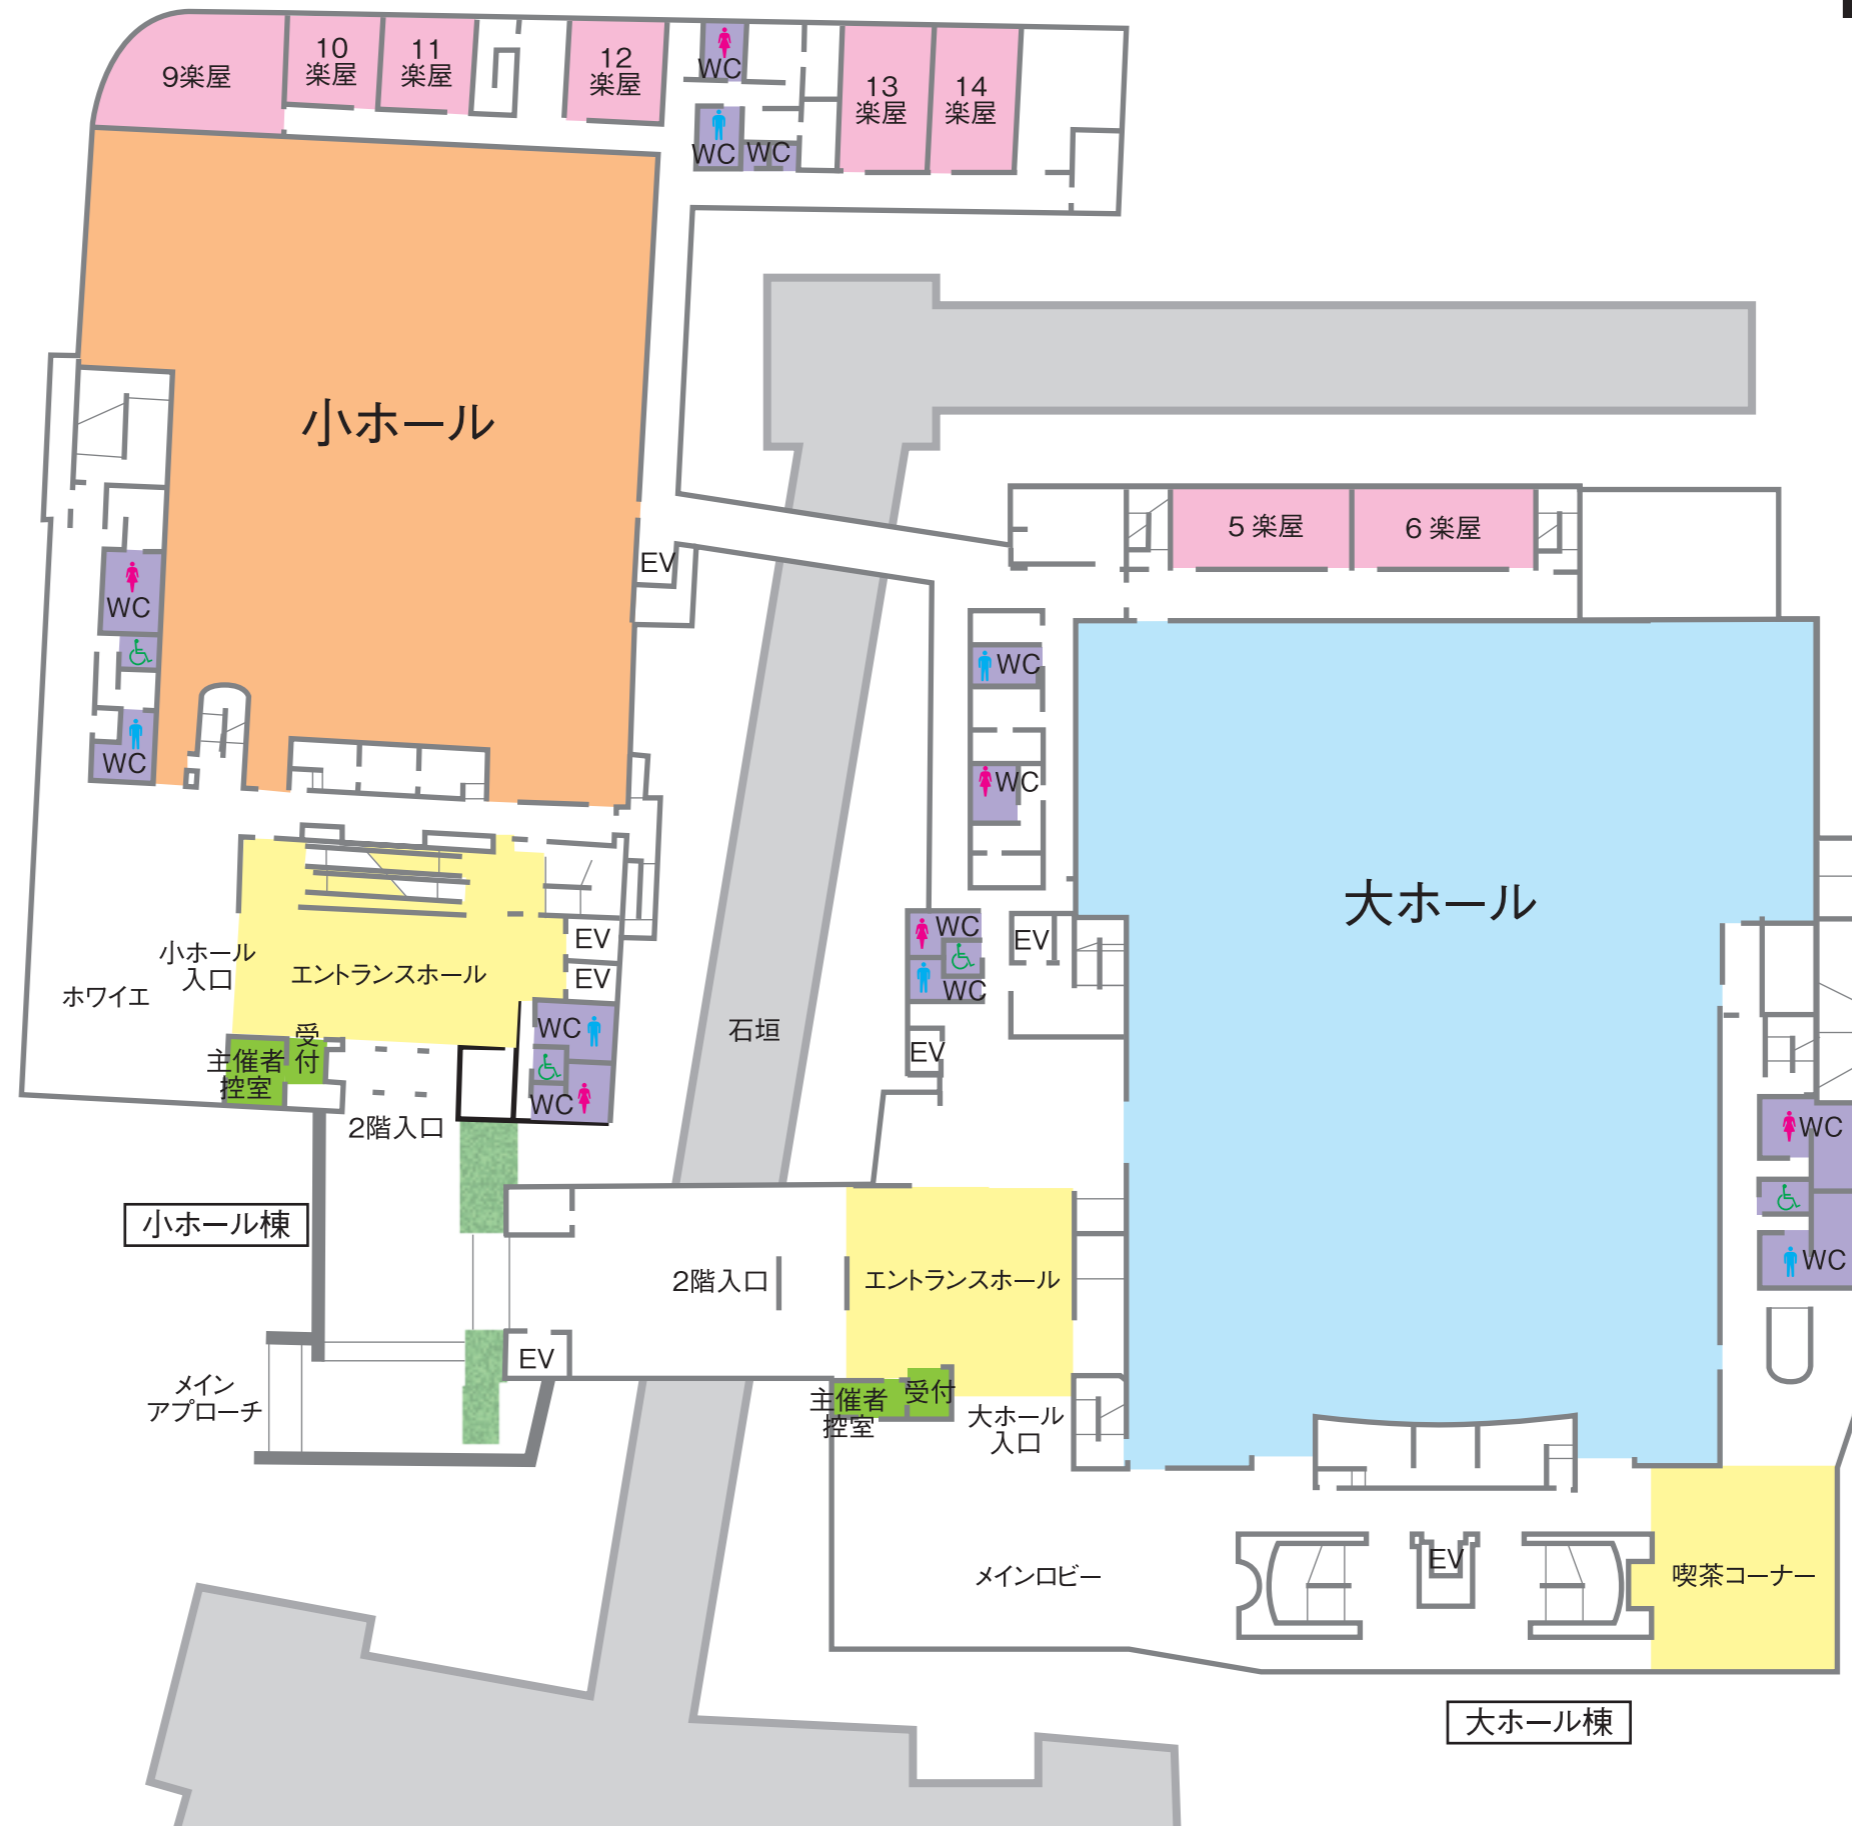 9楽屋
10
楽屋
11
楽屋
12
楽屋
WC
WC
WC
13
楽屋
14
楽屋
小ホール
EV
WC
WC
5 楽屋
6 楽屋
WC
WC
大ホール
小ホール
入口
ホワイエ
エントランスホール
EV
EV
WC
WC
受
付
主催者
控室
2階入口
石垣
WC
WC
EV
EV
WC
WC
小ホール棟
2階入口
エントランスホール
EV
メイン
アプローチ
主催者
控室
受付
大ホール
入口
メインロビー
EV
喫茶コーナー
大ホール棟